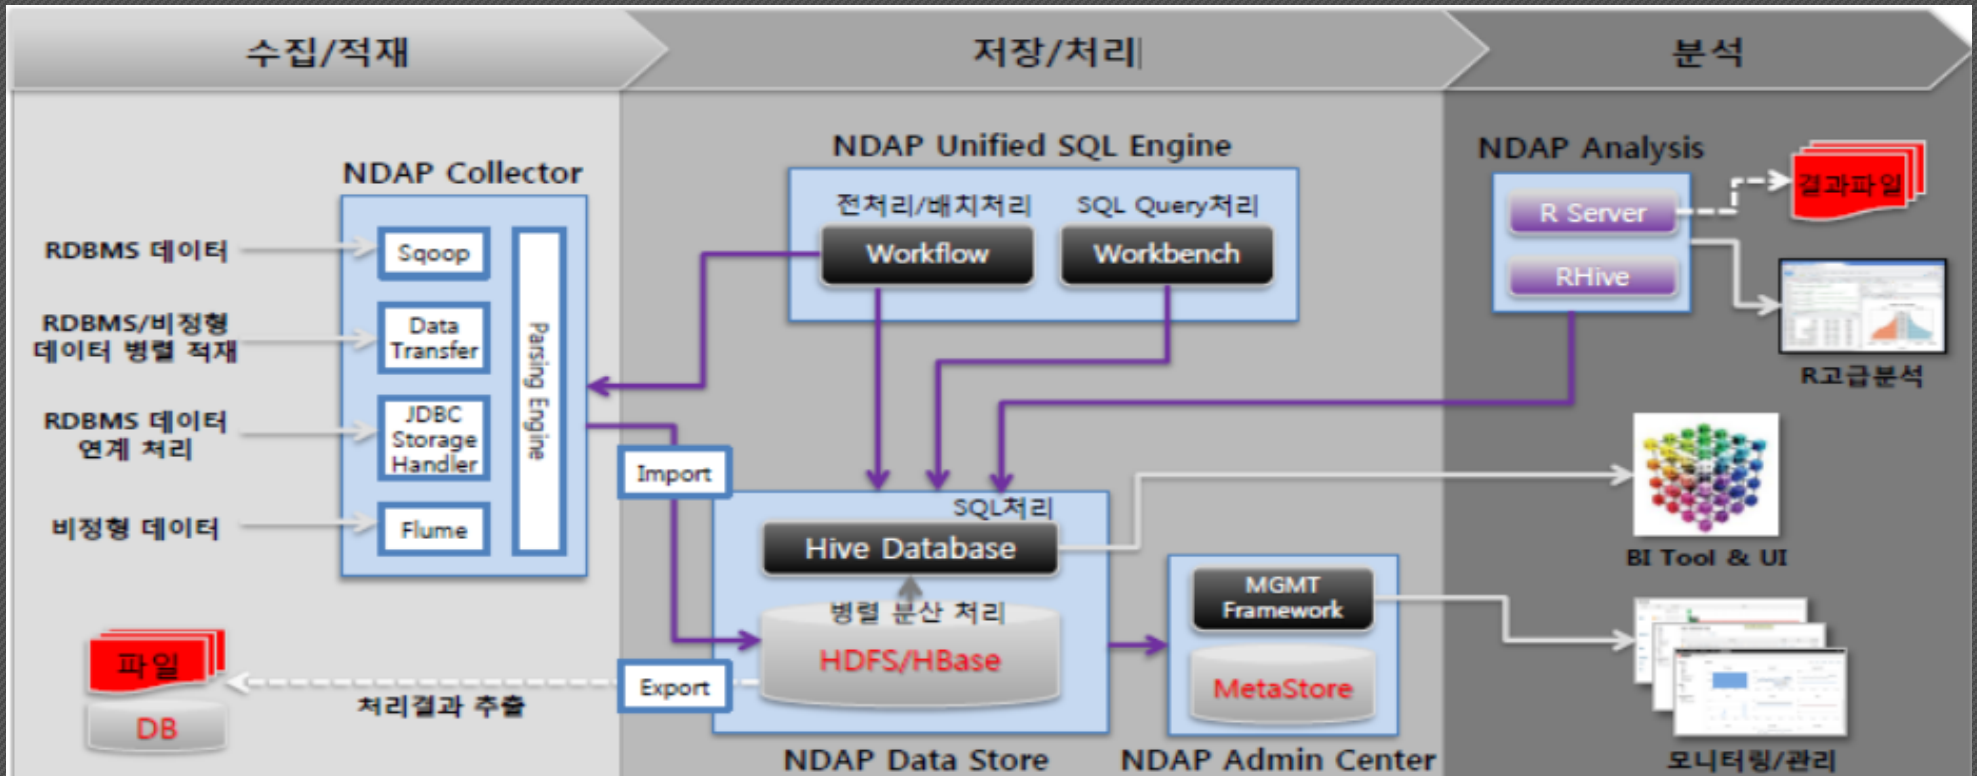 수집/적재
저장/처리
분석
NDAP Collector
RDBMS 데이터
Sqoop
RDBMS/비정형
데이터 병렬 적재
Data
Transfer
RDBMS 데이터
연계 처리
JDBC
Storage
Handler
비정형 데이터
Flume
Parsing Engine
파일
DB
처리결과 추출
Import
Export
NDAP Unified SQL Engine
전처리/배치처리
Workflow
SQL Query처리
Workbench
SQL처리
Hive Database
병렬 분산 처리
HDFS/HBase
NDAP Data Store
MGMT
Framework
MetaStore
NDAP Admin Center
NDAP Analysis
R Server
RHive
결과파일
R고급분석
BI Tool & UI
모니터링/관리